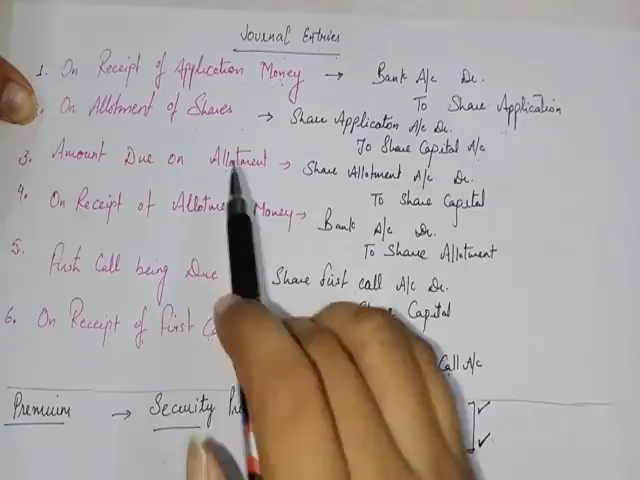 Journal Entries
1. On Receipt of Application Money → Bank A/c Dr.
To Share Application
On Allotment of Shares → Share Application A/c Dr.
To Share Capital A/c
3. Amount Due on Allotment → Share Allotment A/c Dr.
To Share Capital
4. On Receipt of Money → Bank A/c Dr.
To Share Allotment
5. First Call being Due Share first call A/c Dr.
Share Capital
6. On Receipt of First
Call A/c
Premium → Security